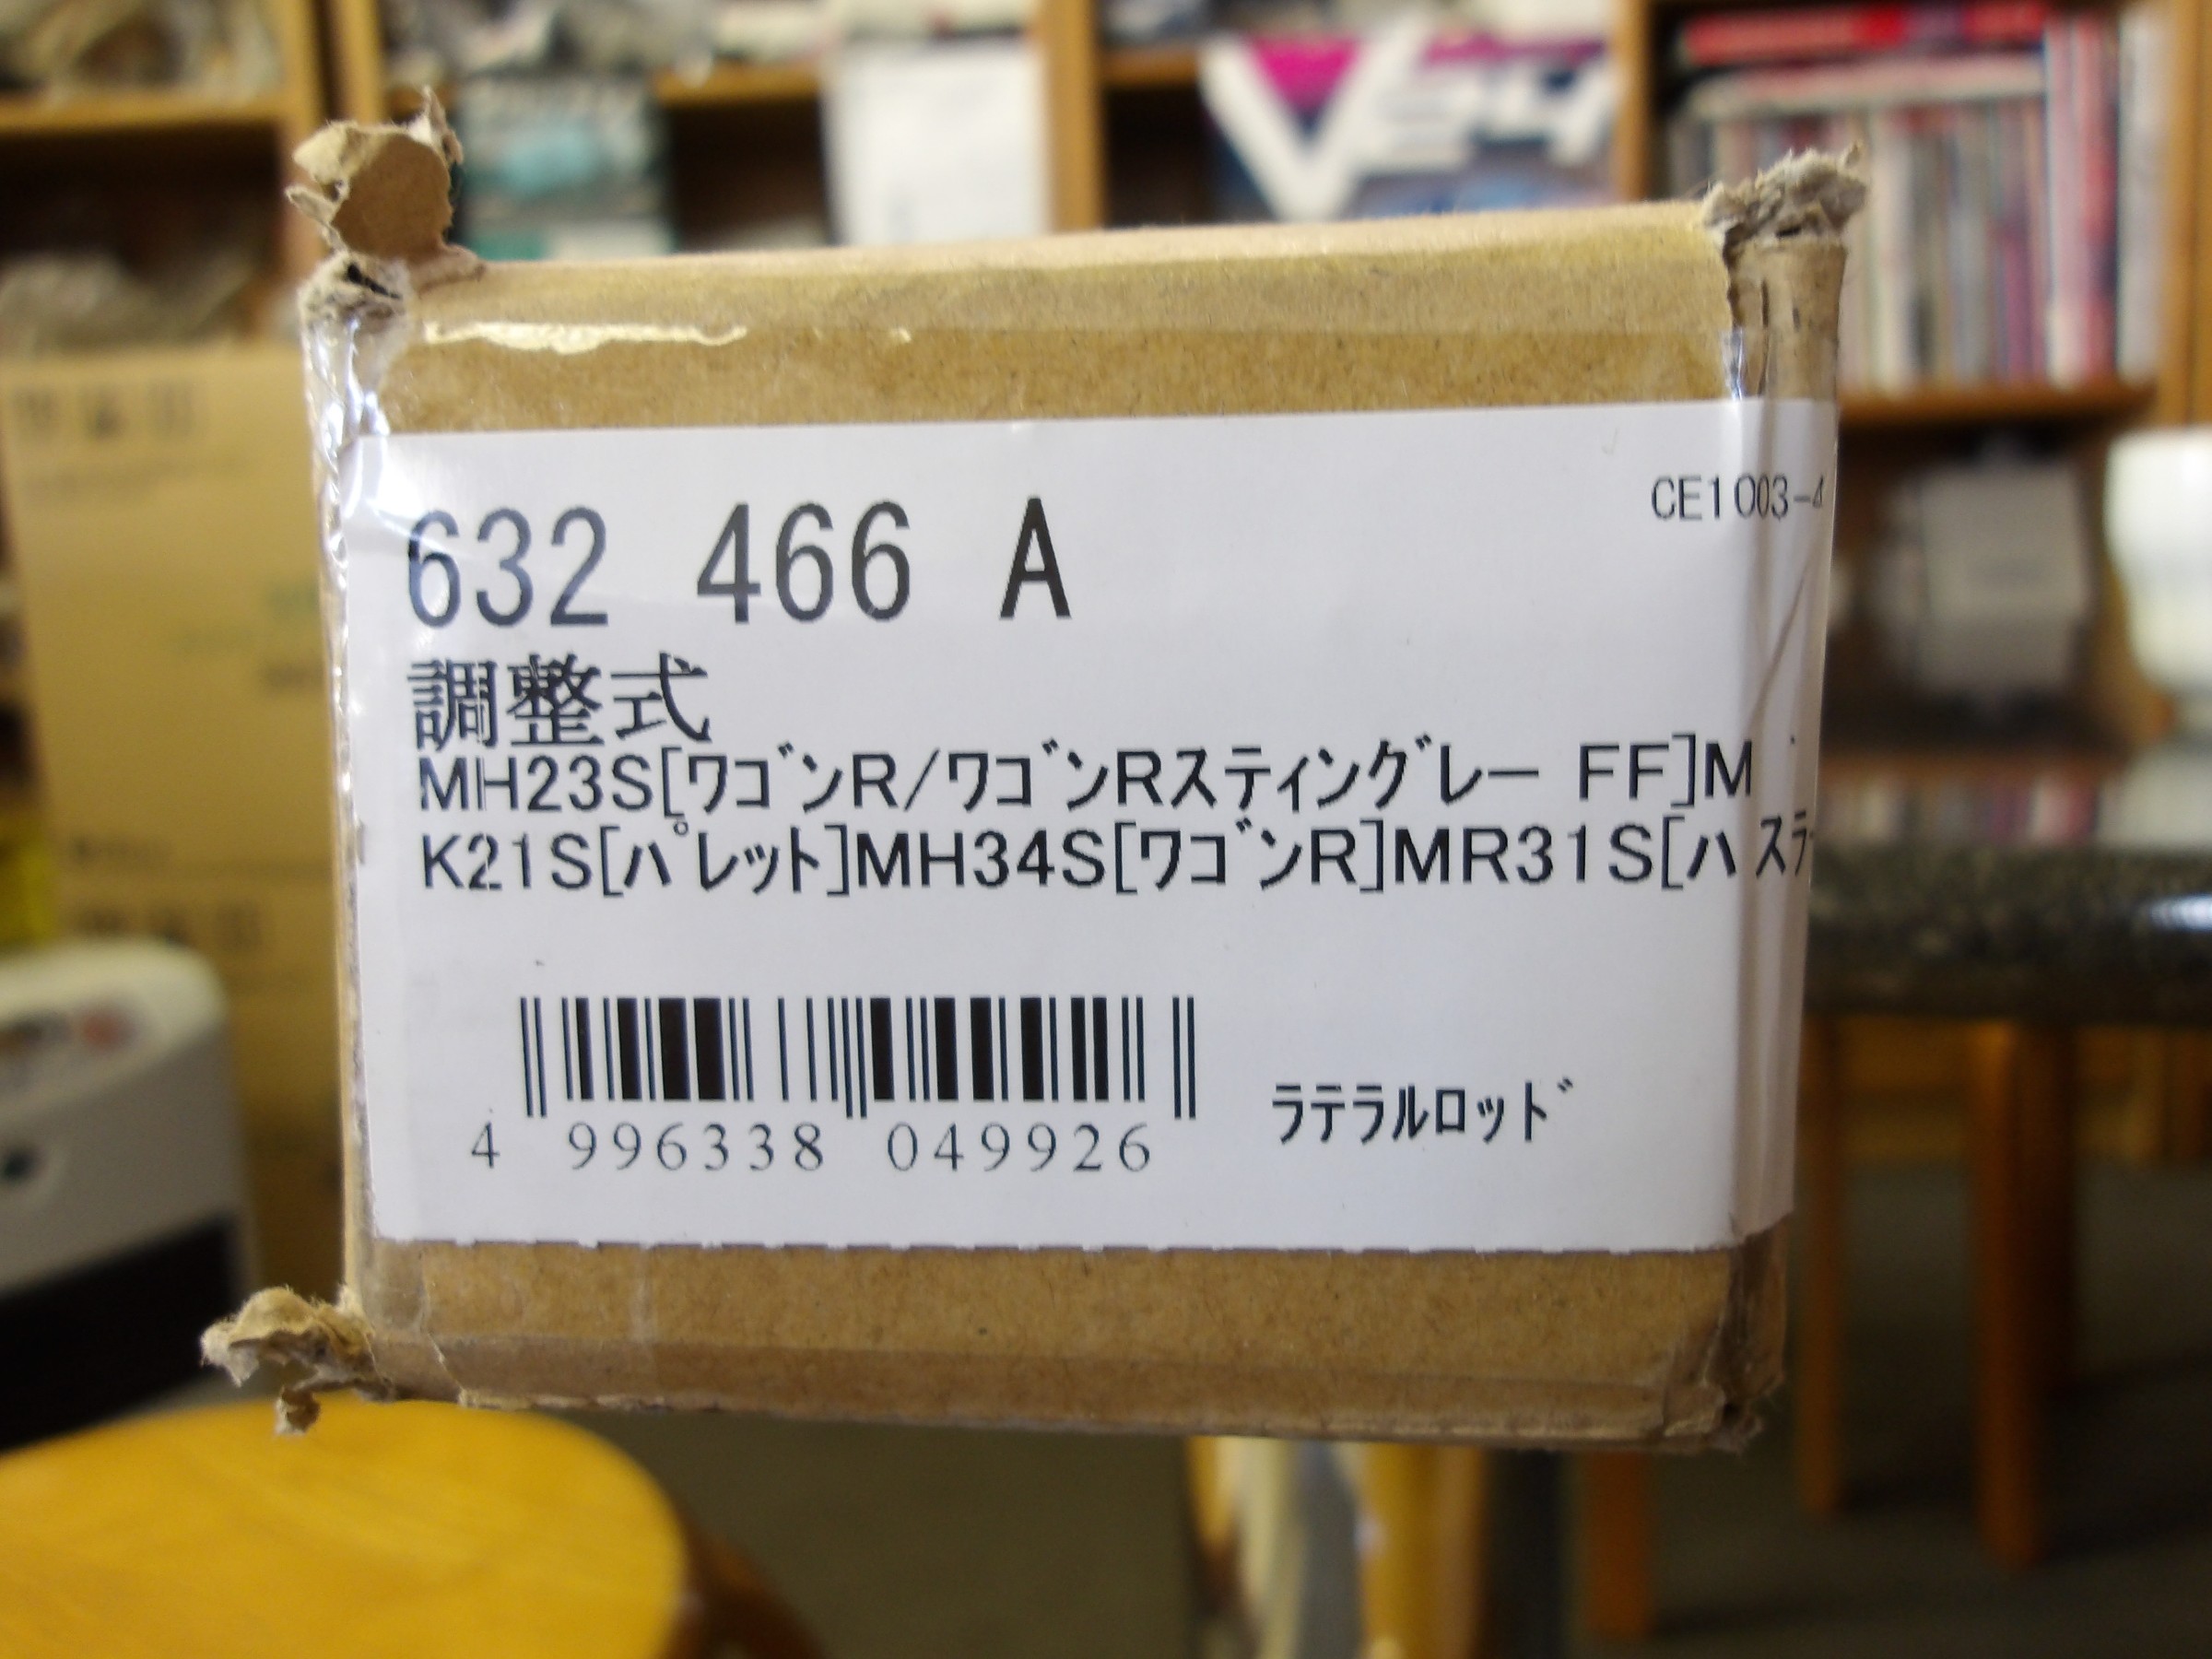 V
CE1003-4
632 466 A
調整式
MH23S[ワゴンR/ワゴンRスティングレー FF]M
K21S[パレット]MH34S[ワゴンR]MR31S[ハスラ
4 996338 049926
ラテラルロッド